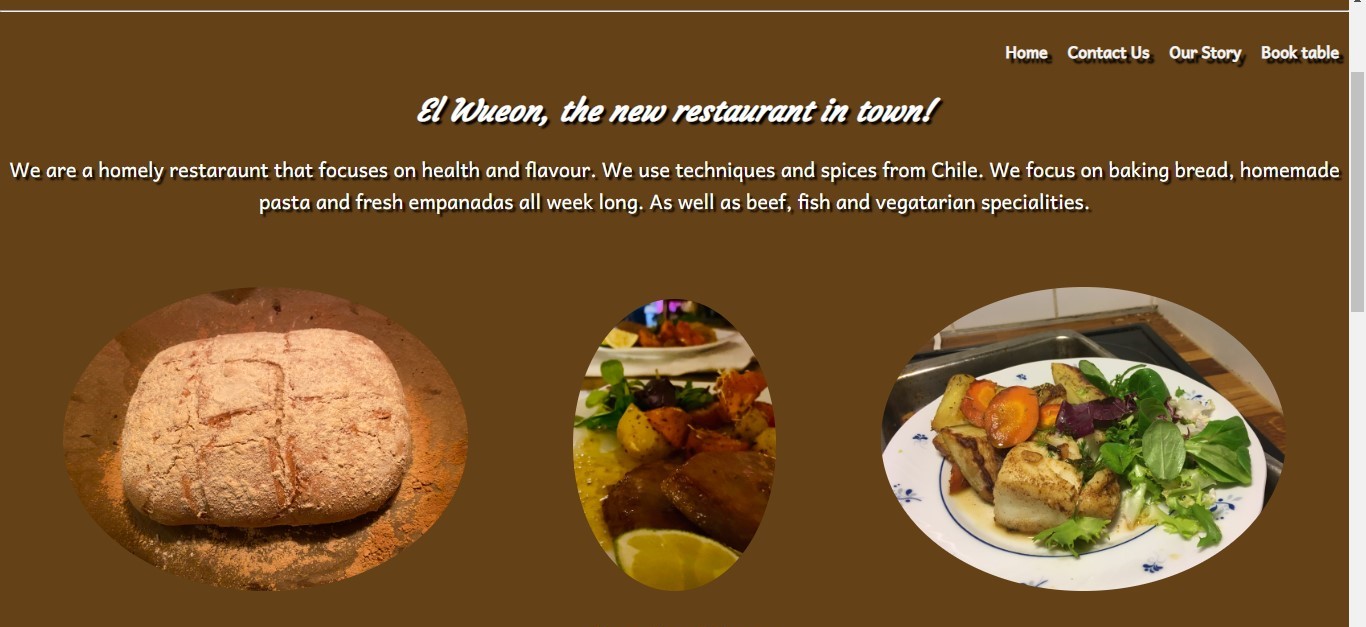 Home Contact Us Our Story Book table
El Wueon, the new restaurant in town!
We are a homely restaraunt that focuses on health and flavour. We use techniques and spices from Chile. We focus on baking bread, homemade
pasta and fresh empanadas all week long. As well as beef, fish and vegatarian specialities.